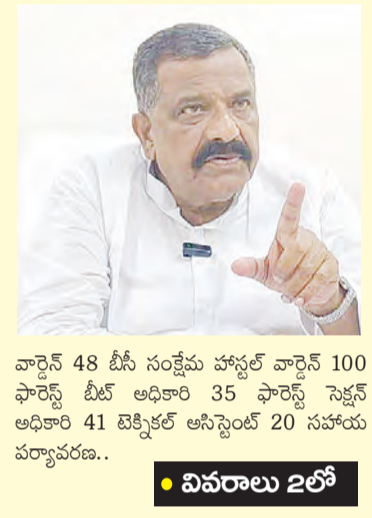 వార్డెన్ 48 బీసీ సంక్షేమ హాస్టల్ వార్డెన్ 100
ఫారెస్ట్ బీట్ అధికారి 35 ఫారెస్ట్ సెక్షన్
అధికారి 41 టెక్నికల్ అసిస్టెంట్ 20 సహాయ
పర్యావరణ..
• వివరాలు 2లో